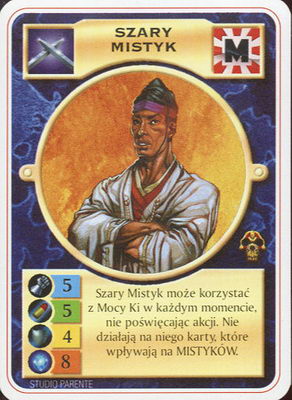 SZARY
MISTYK
M
5
5
4
8
Szary Mistyk może korzystać
z Mocy Ki w każdym momencie,
nie poświęcając akcji. Nie
działają na niego karty, które
wpływają na MISTYKÓW.
STUDIO PARENTE